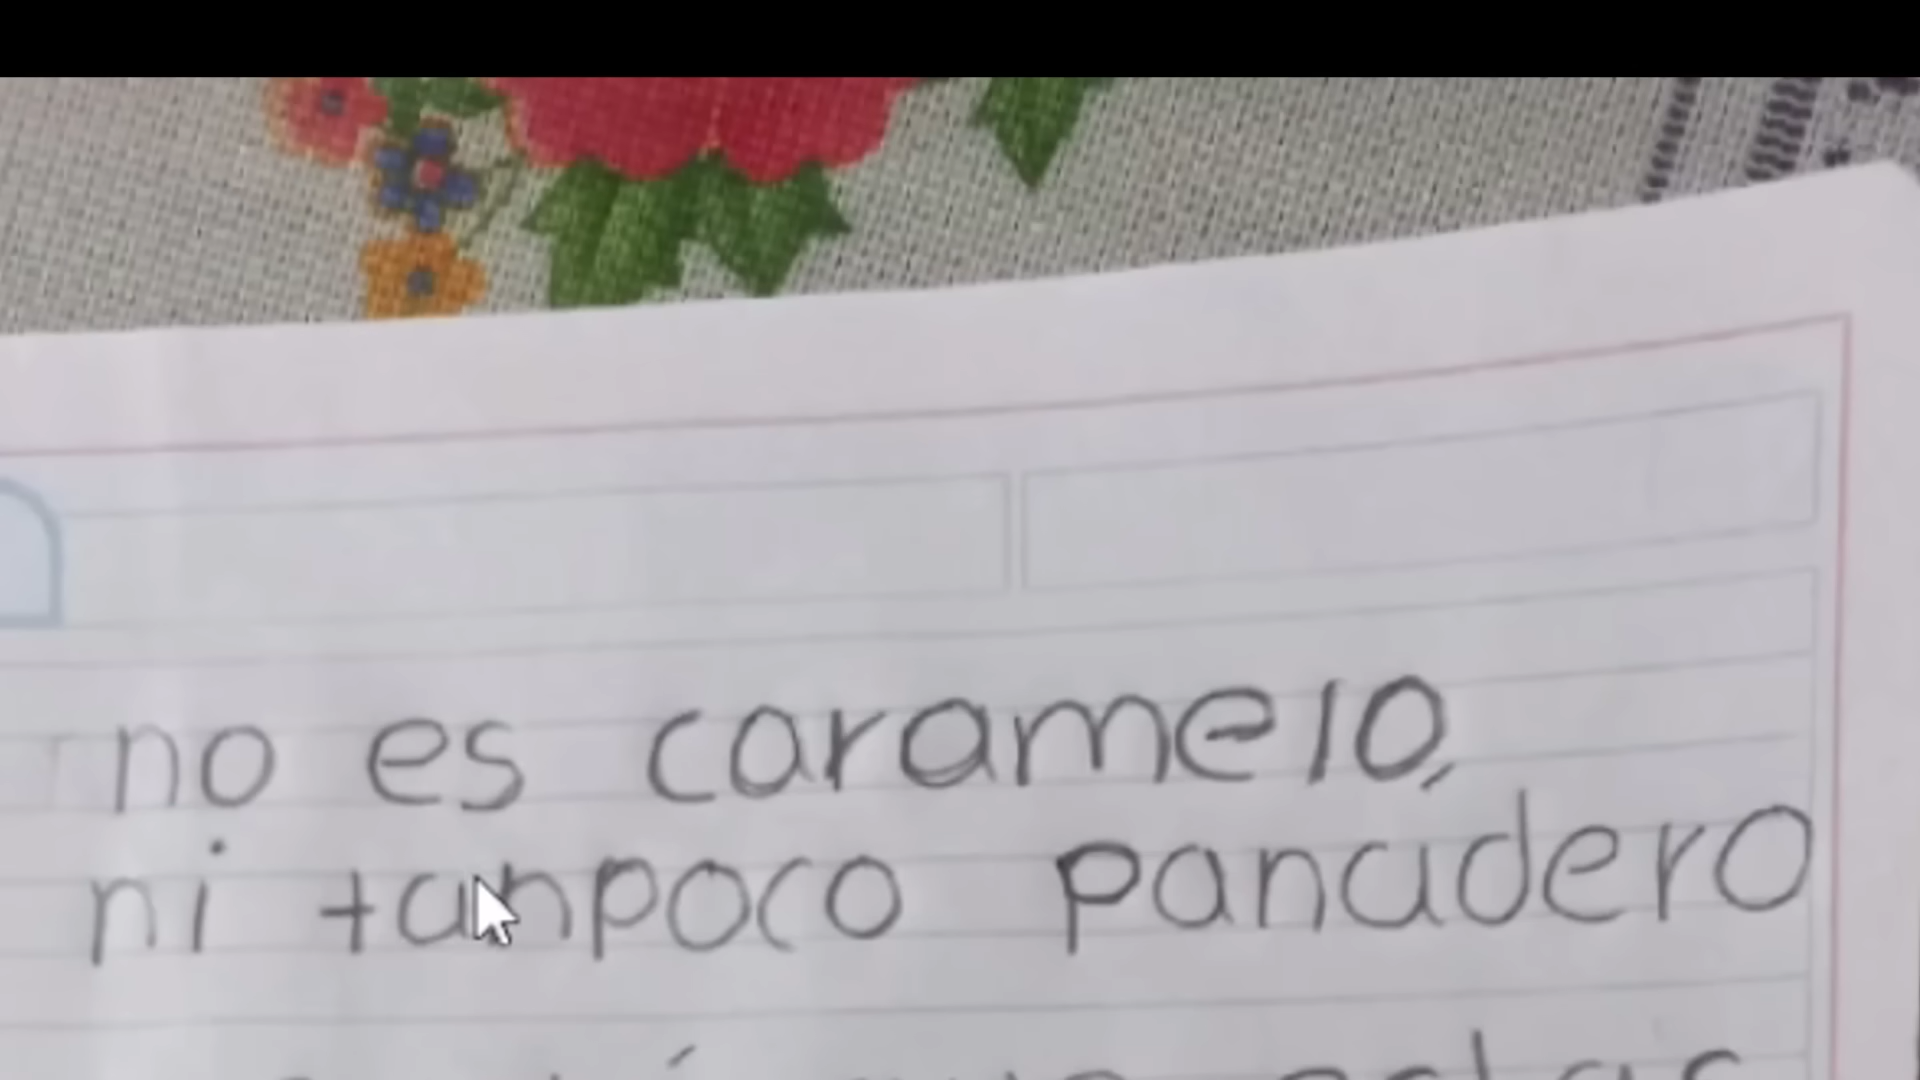 no es caramelo,
ni tanpoco panadero